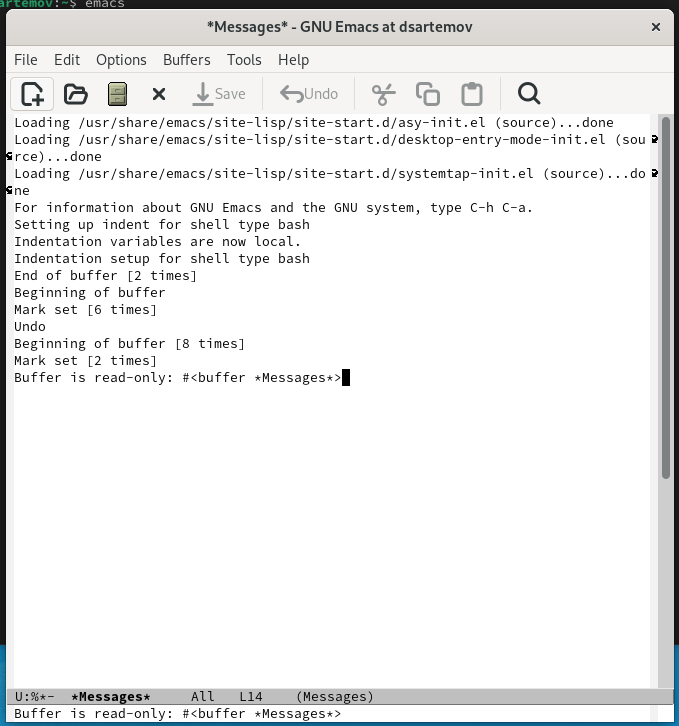 artemov:~$ emacs
*Messages* - GNU Emacs at dsartemov
File Edit Options Buffers Tools Help
Save Undo
Loading /usr/share/emacs/site-lisp/site-start.d/asy-init.el (source)...done
Loading /usr/share/emacs/site-lisp/site-start.d/desktop-entry-mode-init.el (sou
rce)...done
Loading /usr/share/emacs/site-lisp/site-start.d/systemtap-init.el (source)...do
ne
For information about GNU Emacs and the GNU system, type C-h C-a.
Setting up indent for shell type bash
Indentation variables are now local.
Indentation setup for shell type bash
End of buffer [2 times]
Beginning of buffer
Mark set [6 times]
Undo
Beginning of buffer [8 times]
Mark set [2 times]
Buffer is read-only: #<buffer *Messages*>
U:%*- *Messages* All L14 (Messages)
Buffer is read-only: #<buffer *Messages*>